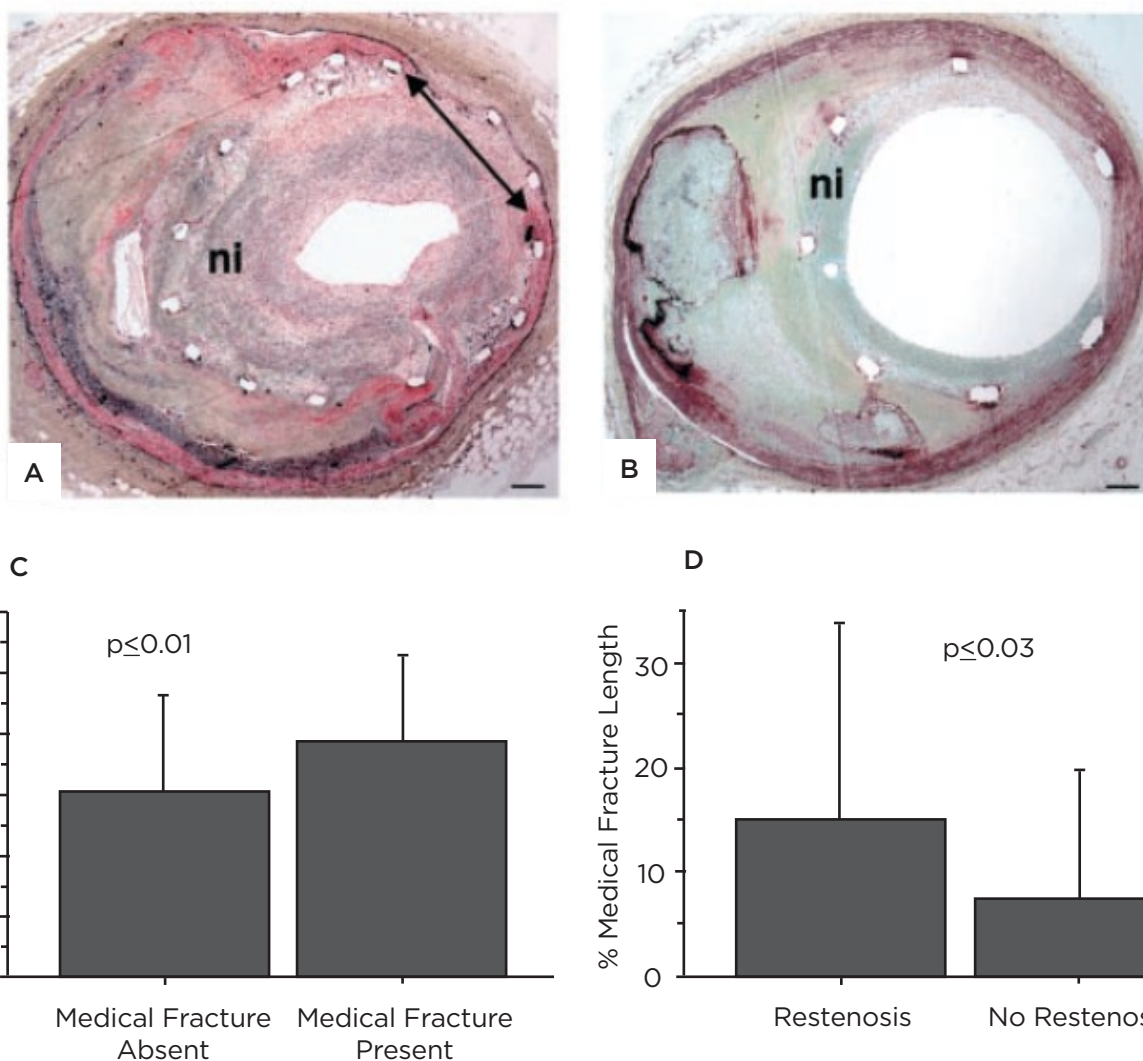 ni
A
ni
B
C
p≤0.01
Medical Fracture
Absent
Medical Fracture
Present
D
% Medical Fracture Length
30
20
10
0
p≤0.03
Restenosis
No Restenos